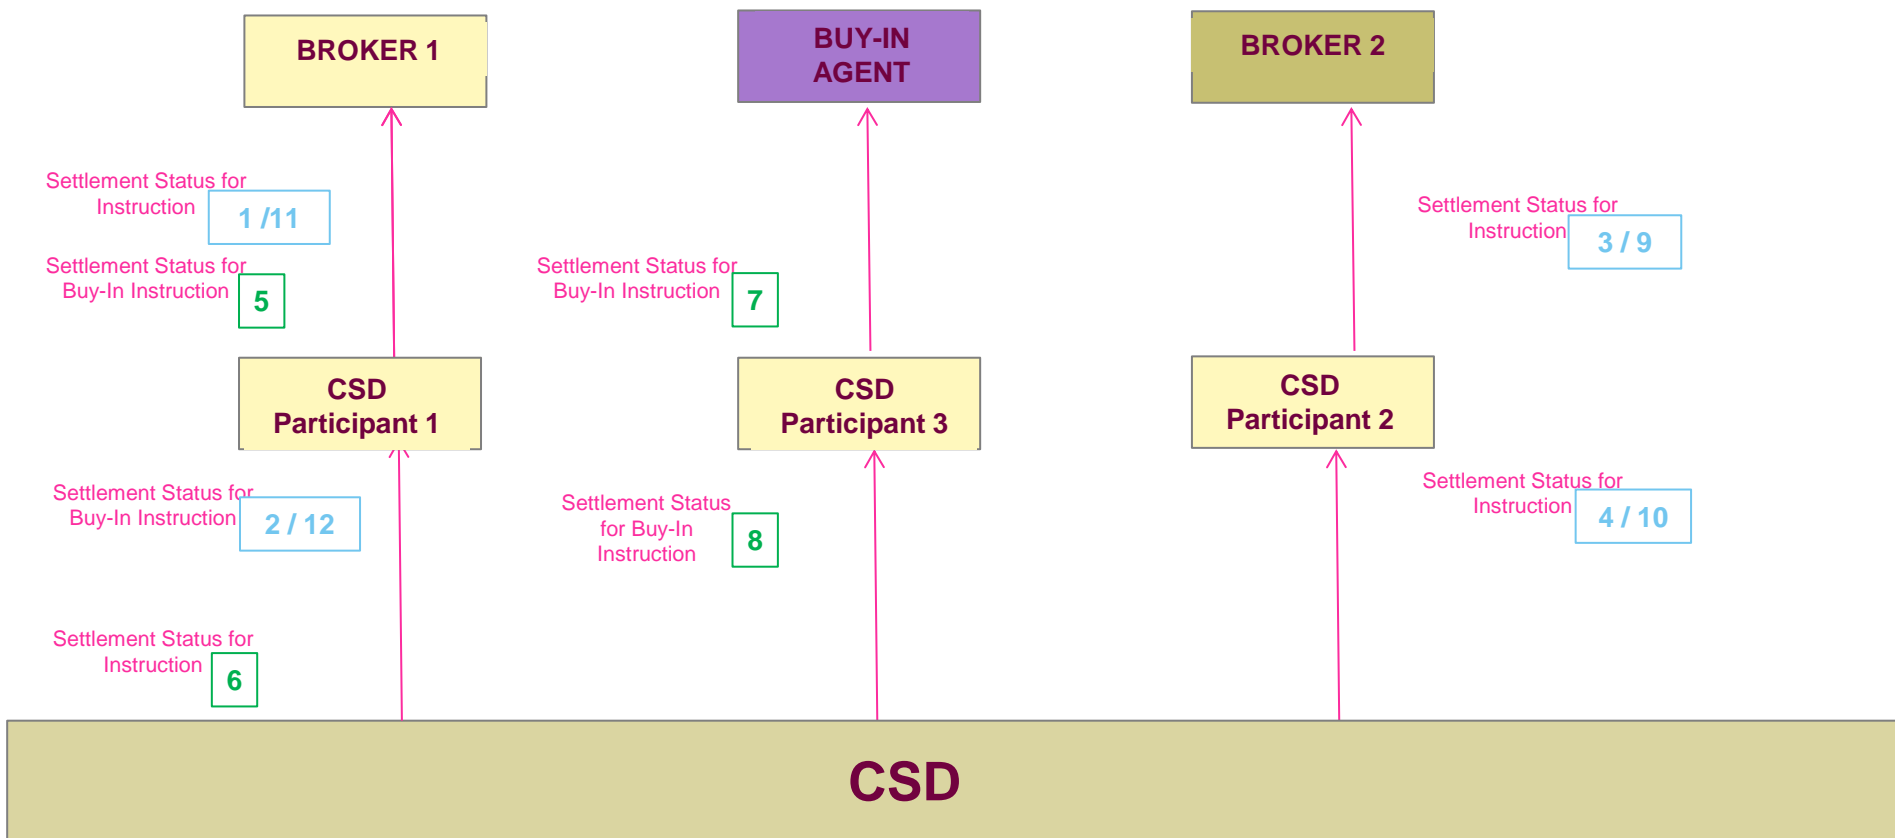 BROKER 1
BUY-IN
AGENT
BROKER 2
Settlement Status for
Instruction
1 /11
Settlement Status for
Buy-In Instruction
5
Settlement Status for
Buy-In Instruction
7
Settlement Status for
Instruction
3 / 9
CSD
Participant 1
CSD
Participant 3
CSD
Participant 2
Settlement Status for
Buy-In Instruction
2 / 12
Settlement Status
for Buy-In
Instruction
8
Settlement Status for
Instruction
4 / 10
Settlement Status for
Instruction
6
CSD